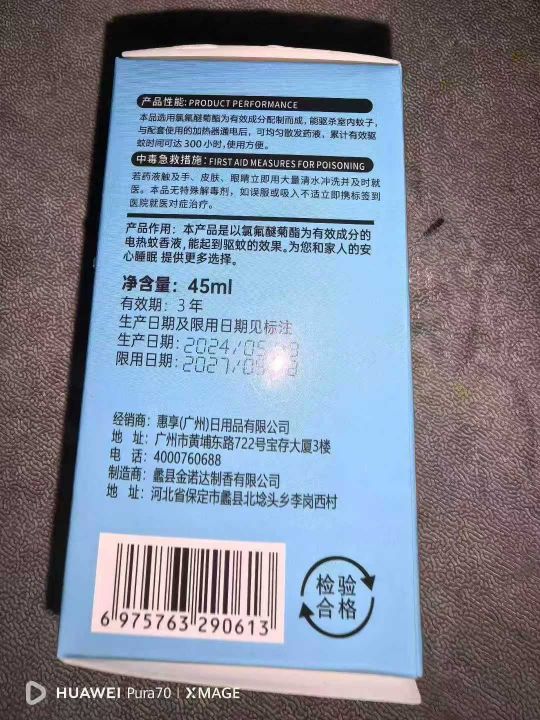 产品性能: PRODUCT PERFORMANCE
本品选用氯氟醚菊酯为有效成分配制而成，能驱杀室内蚊子，
与配套使用的加热器通电后，可均匀散发药液，累计有效驱
蚊时间可达300小时，使用方便。
中毒急救措施: FIRST AID MEASURES FOR POISONING
若药液触及手、皮肤、眼睛立即用大量清水冲洗并及时就
医。本品无特殊解毒剂，如误服或吸入不适立即携标签到
医院就医对症治疗。
产品作用：本产品是以氯氟醚菊酯为有效成分的
电热蚊香液,能起到驱蚊的效果。为您和家人的安
心睡眠 提供更多选择。
净含量：45ml
有效期：3年
生产日期及限用日期见标注
生产日期:2024/05
限用日期:2027/05
经销商：惠享(广州)日用品有限公司
地 址：广州市黄埔东路722号宝存大厦3楼
电 话：4000760688
制造商：蠡县金诺达制香有限公司
地 址：河北省保定市蠡县北埝头乡李岗西村
检验
合格
6 975763 290613
HUAWEI Pura70 | XMAGE